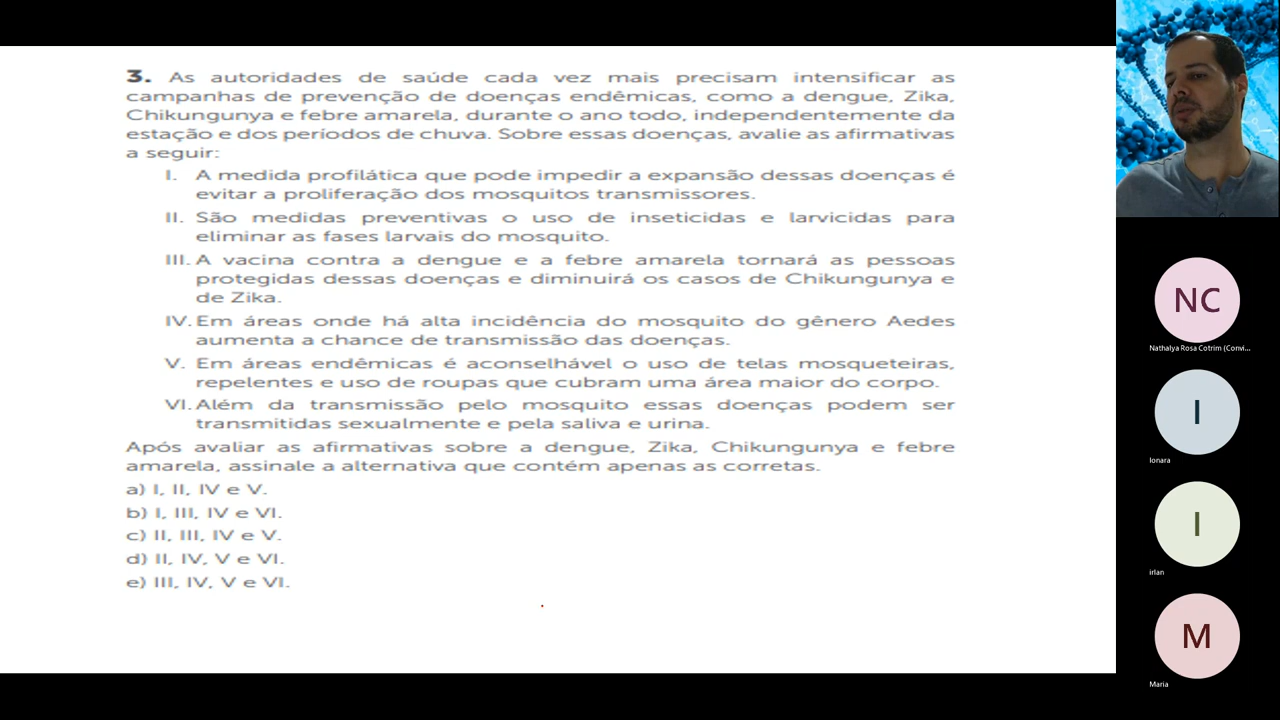 3. As autoridades de saúde cada vez mais precisam intensificar as
campanhas de prevenção de doenças endêmicas, como a dengue, Zika,
Chikungunya e febre amarela, durante o ano todo, independentemente da
estação e dos períodos de chuva. Sobre essas doenças, avalie as afirmativas
a seguir:
I. A medida profilática que pode impedir a expansão dessas doenças é
evitar a proliferação dos mosquitos transmissores.
II. São medidas preventivas o uso de inseticidas e larvicidas para
eliminar as fases larvais do mosquito.
III. A vacina contra a dengue e a febre amarela tornará as pessoas
protegidas dessas doenças e diminuirá os casos de Chikungunya e
de Zika.
IV. Em áreas onde há alta incidência do mosquito do gênero Aedes
aumenta a chance de transmissão das doenças.
V. Em áreas endêmicas é aconselhável o uso de telas mosqueteiras,
repelentes e uso de roupas que cubram uma área maior do corpo.
VI. Além da transmissão pelo mosquito essas doenças podem ser
transmitidas sexualmente e pela saliva e urina.
Após avaliar as afirmativas sobre a dengue, Zika, Chikungunya e febre
amarela, assinale a alternativa que contém apenas as corretas.
a) I, II, IV e V.
b) I, III, IV e VI.
c) II, III, IV e V.
d) II, IV, V e VI.
e) III, IV, V e VI.
NC
Nathalya Rosa Cotrim (Convi...
I
Ionara
I
irlan
M
Maria